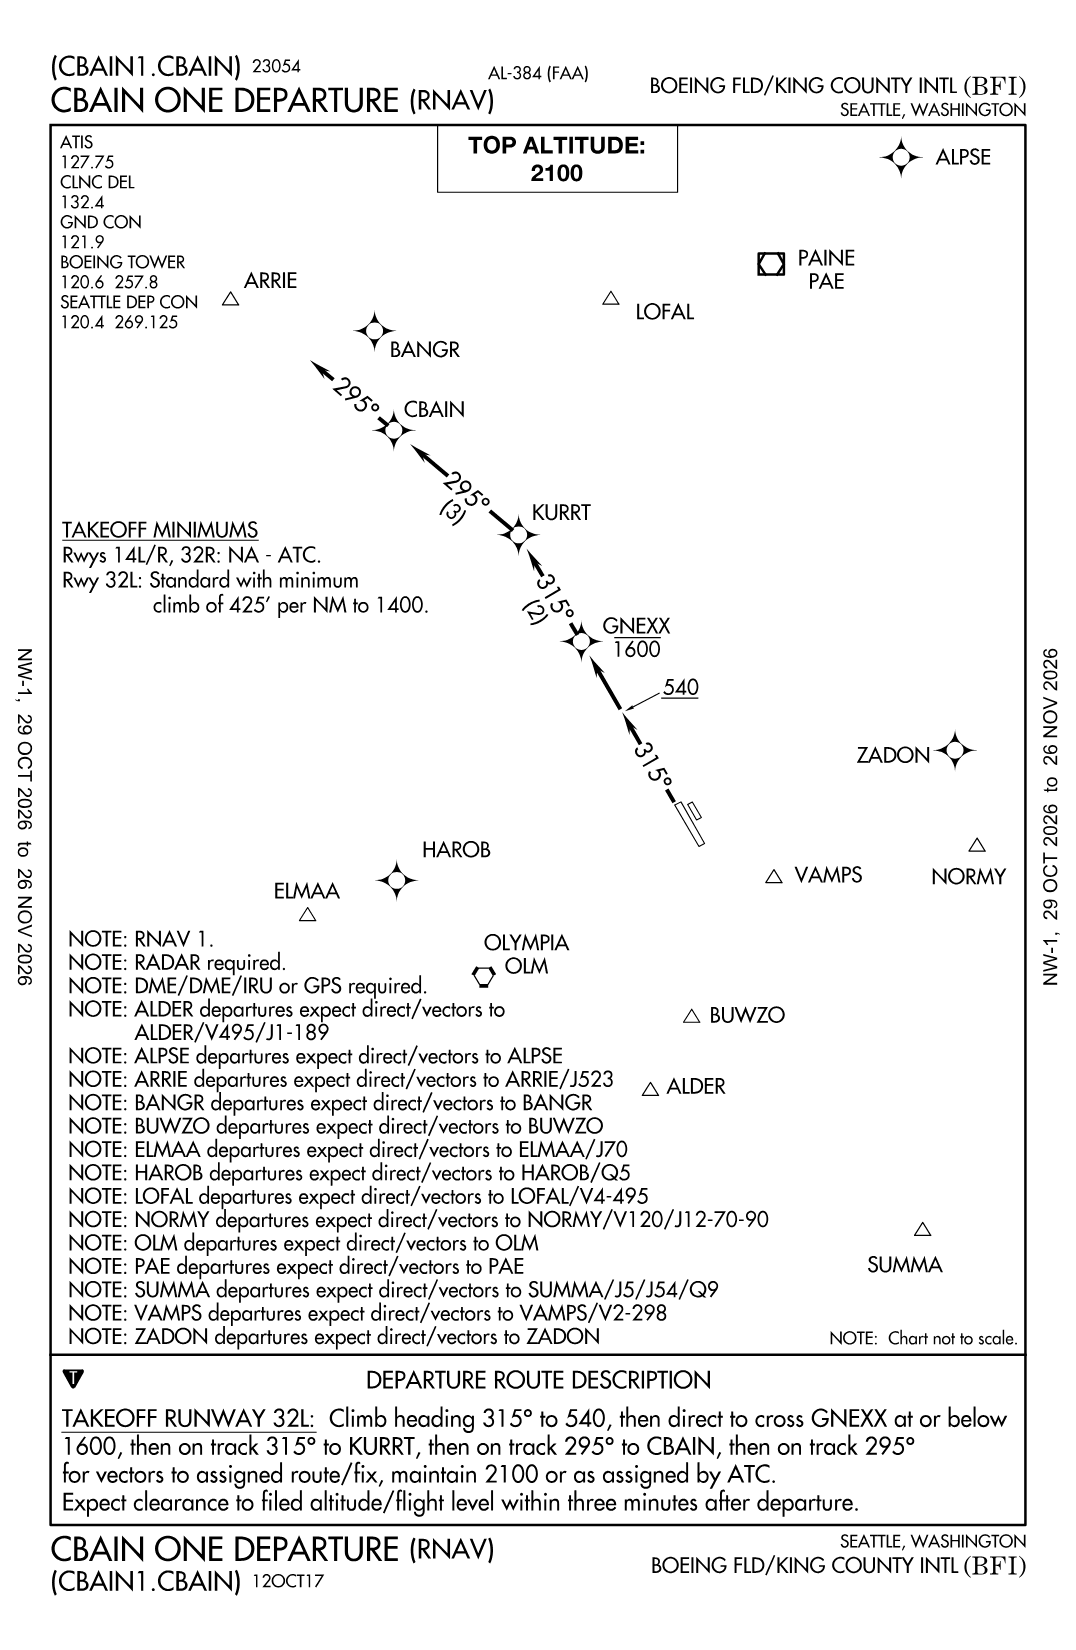 (CBAIN1.CBAIN) 23054
AL-384 (FAA)
BOEING FLD/KING COUNTY INTL (BFI)
CBAIN ONE DEPARTURE (RNAV)
SEATTLE, WASHINGTON
ATIS
127.75
CLNC DEL
132.4
GND CON
121.9
BOEING TOWER
120.6 257.8
SEATTLE DEP CON
120.4 269.125
TOP ALTITUDE:
2100
ALPSE
PAINE
PAE
ARRIE
LOFAL
BANGR
295°
CBAIN
295°
(3)
KURRT
TAKEOFF MINIMUMS
Rwys 14L/R, 32R: NA - ATC.
Rwy 32L: Standard with minimum
climb of 425' per NM to 1400.
315°
(2)
GNEXX
1600
540
315°
ZADON
NW-1, 29 OCT 2026 to 26 NOV 2026
NW-1, 29 OCT 2026 to 26 NOV 2026
HAROB
ELMAA
VAMPS
NORMY
OLYMPIA
OLM
BUWZO
ALDER
SUMMA
NOTE: RNAV 1.
NOTE: RADAR required.
NOTE: DME/DME/IRU or GPS required.
NOTE: ALDER departures expect direct/vectors to
ALDER/V495/J1-189
NOTE: ALPSE departures expect direct/vectors to ALPSE
NOTE: ARRIE departures expect direct/vectors to ARRIE/J523
NOTE: BANGR departures expect direct/vectors to BANGR
NOTE: BUWZO departures expect direct/vectors to BUWZO
NOTE: ELMAA departures expect direct/vectors to ELMAA/J70
NOTE: HAROB departures expect direct/vectors to HAROB/Q5
NOTE: LOFAL departures expect direct/vectors to LOFAL/V4-495
NOTE: NORMY departures expect direct/vectors to NORMY/V120/J12-70-90
NOTE: OLM departures expect direct/vectors to OLM
NOTE: PAE departures expect direct/vectors to PAE
NOTE: SUMMA departures expect direct/vectors to SUMMA/J5/J54/Q9
NOTE: VAMPS departures expect direct/vectors to VAMPS/V2-298
NOTE: ZADON departures expect direct/vectors to ZADON
NOTE: Chart not to scale.
T
DEPARTURE ROUTE DESCRIPTION
TAKEOFF RUNWAY 32L: Climb heading 315° to 540, then direct to cross GNEXX at or below
1600, then on track 315° to KURRT, then on track 295° to CBAIN, then on track 295°
for vectors to assigned route/fix, maintain 2100 or as assigned by ATC.
Expect clearance to filed altitude/flight level within three minutes after departure.
CBAIN ONE DEPARTURE (RNAV)
(CBAIN1.CBAIN) 12OCT17
SEATTLE, WASHINGTON
BOEING FLD/KING COUNTY INTL (BFI)